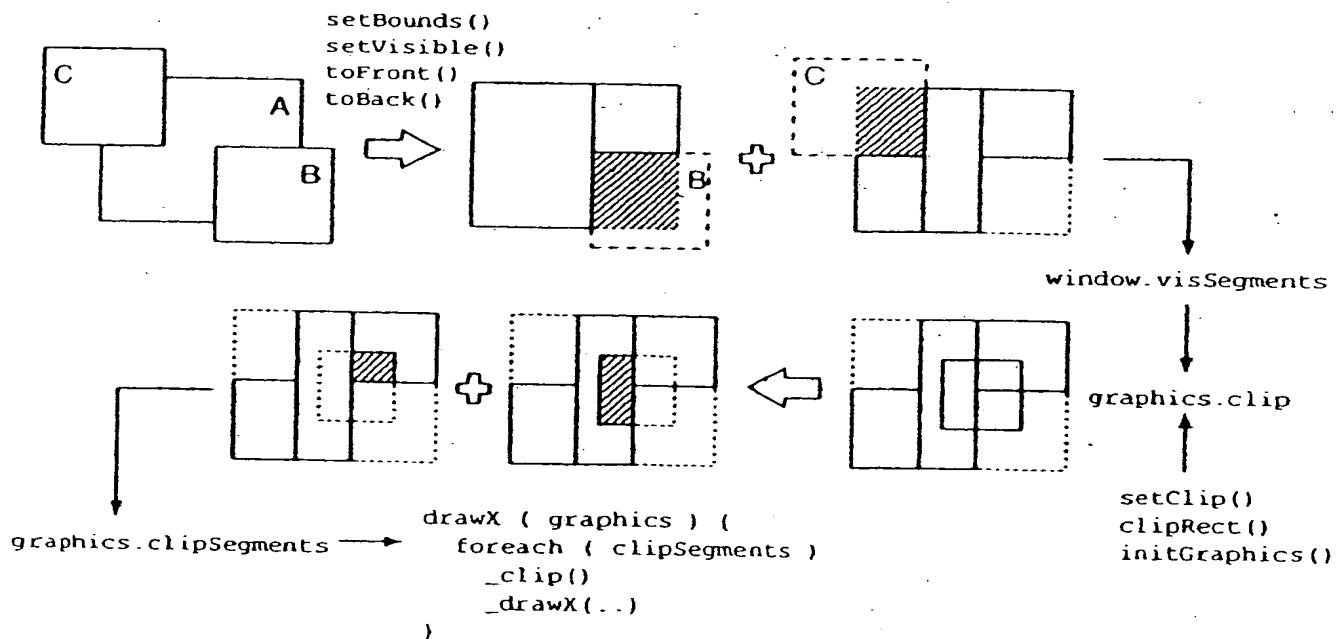 setBounds()
setVisible()
toFront()
toBack()
C
A
B
B
C
window.visSegments
graphics.clip
setClip()
clipRect()
initGraphics()
graphics.clipSegments
drawX ( graphics ) {
foreach ( clipSegments )
_clip()
_drawX(..)
}